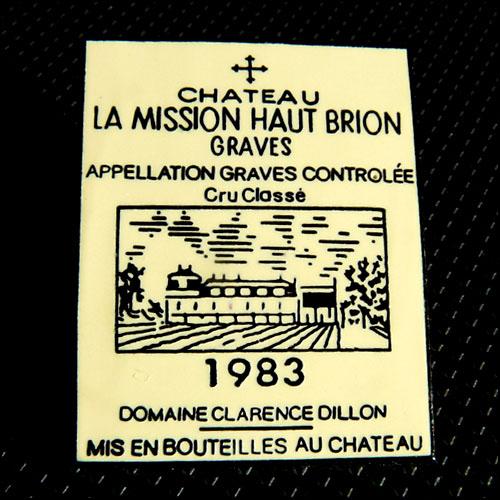 CHATEAU
LA MISSION HAUT BRION
GRAVES
APPELLATION GRAVES CONTROLÉE
Cru Classé
1983
DOMAINE CLARENCE DILLON
MIS EN BOUTEILLES AU CHATEAU